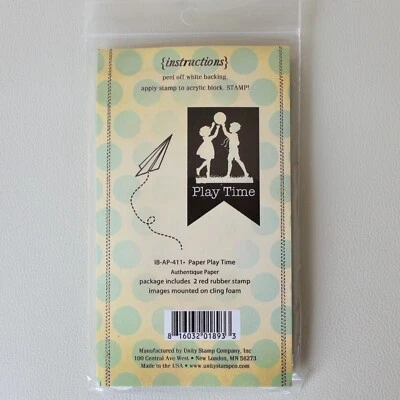 {instructions}
peel off white backing.
apply stamp to acrylic block. STAMP!
Play Time
IB-AP-411• Paper Play Time
Authentique Paper
package includes 2 red rubber stamp
images mounted on cling foam
8 16032 01893 3
Manufactured by Unity Stamp Company, Inc
100 Central Ave West • New London, MN 56273
Made in the USA • www.unitystampco.com